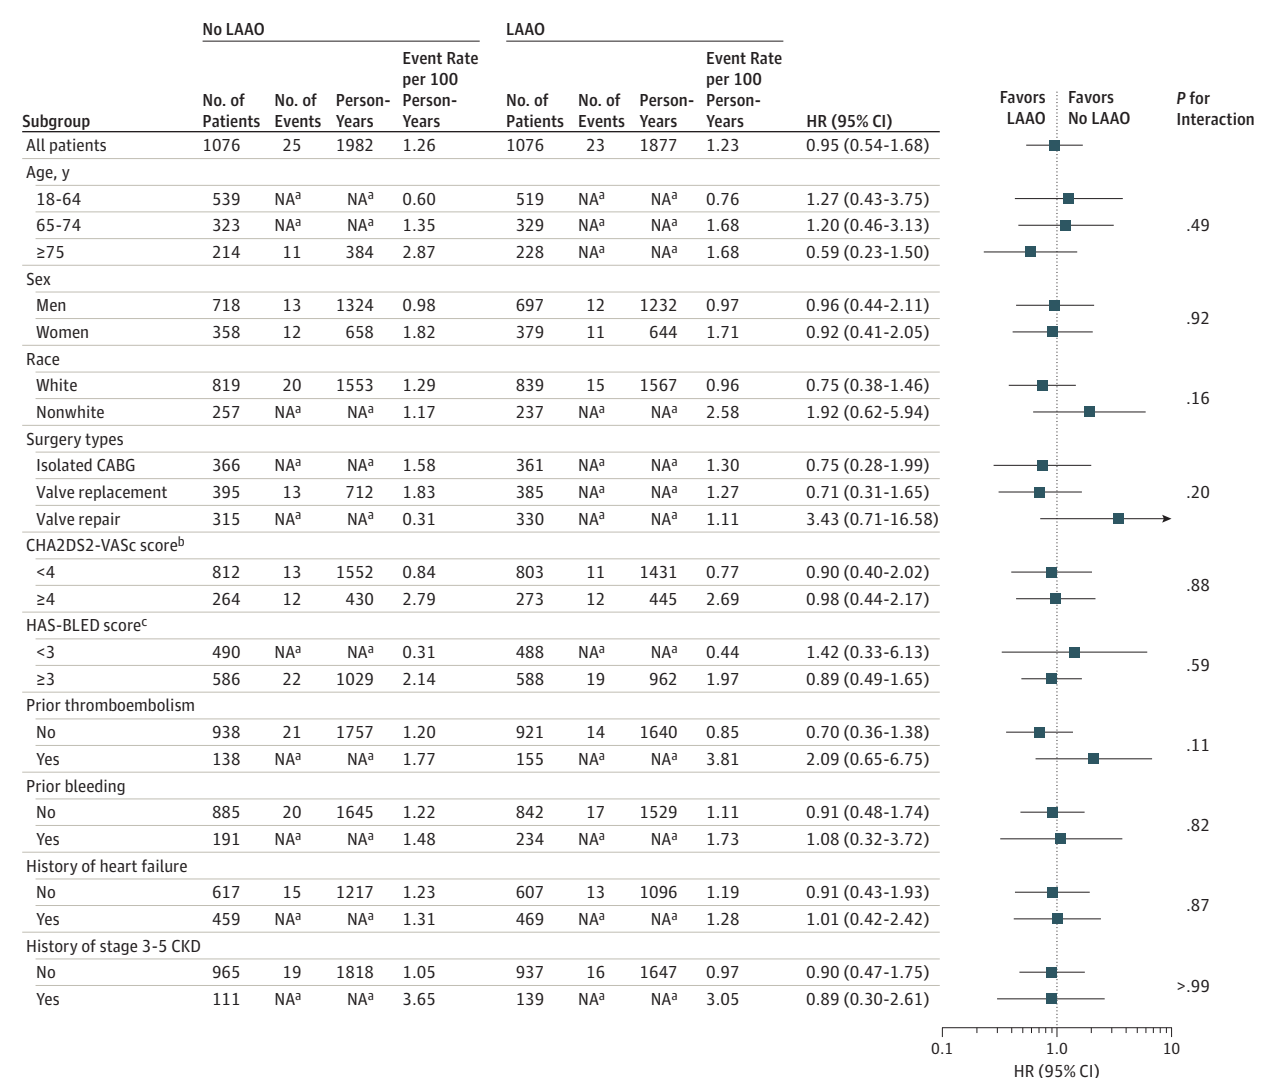 No LAAO LAAO
Event Rate Event Rate
per 100 per 100
No. of No. of Person- Person- No. of No. of Person- Person- Favors Favors P for
Subgroup Patients Events Years Years Patients Events Years Years HR (95% CI) LAAO No LAAO Interaction
All patients 1076 25 1982 1.26 1076 23 1877 1.23 0.95 (0.54-1.68)
Age, y
18-64 539 NAa NAa 0.60 519 NAa NAa 0.76 1.27 (0.43-3.75)
65-74 323 NAa NAa 1.35 329 NAa NAa 1.68 1.20 (0.46-3.13) .49
≥75 214 11 384 2.87 228 NAa NAa 1.68 0.59 (0.23-1.50)
Sex
Men 718 13 1324 0.98 697 12 1232 0.97 0.96 (0.44-2.11)
.92
Women 358 12 658 1.82 379 11 644 1.71 0.92 (0.41-2.05)
Race
White 819 20 1553 1.29 839 15 1567 0.96 0.75 (0.38-1.46)
.16
Nonwhite 257 NAa NAa 1.17 237 NAa NAa 2.58 1.92 (0.62-5.94)
Surgery types
Isolated CABG 366 NAa NAa 1.58 361 NAa NAa 1.30 0.75 (0.28-1.99)
Valve replacement 395 13 712 1.83 385 NAa NAa 1.27 0.71 (0.31-1.65) .20
Valve repair 315 NAa NAa 0.31 330 NAa NAa 1.11 3.43 (0.71-16.58)
CHA2DS2-VASc scoreb
<4 812 13 1552 0.84 803 11 1431 0.77 0.90 (0.40-2.02)
.88
≥4 264 12 430 2.79 273 12 445 2.69 0.98 (0.44-2.17)
HAS-BLED scorec
<3 490 NAa NAa 0.31 488 NAa NAa 0.44 1.42 (0.33-6.13)
.59
≥3 586 22 1029 2.14 588 19 962 1.97 0.89 (0.49-1.65)
Prior thromboembolism
No 938 21 1757 1.20 921 14 1640 0.85 0.70 (0.36-1.38)
.11
Yes 138 NAa NAa 1.77 155 NAa NAa 3.81 2.09 (0.65-6.75)
Prior bleeding
No 885 20 1645 1.22 842 17 1529 1.11 0.91 (0.48-1.74)
.82
Yes 191 NAa NAa 1.48 234 NAa NAa 1.73 1.08 (0.32-3.72)
History of heart failure
No 617 15 1217 1.23 607 13 1096 1.19 0.91 (0.43-1.93)
.87
Yes 459 NAa NAa 1.31 469 NAa NAa 1.28 1.01 (0.42-2.42)
History of stage 3-5 CKD
No 965 19 1818 1.05 937 16 1647 0.97 0.90 (0.47-1.75)
>.99
Yes 111 NAa NAa 3.65 139 NAa NAa 3.05 0.89 (0.30-2.61)
0.1 1.0 10
HR (95% CI)